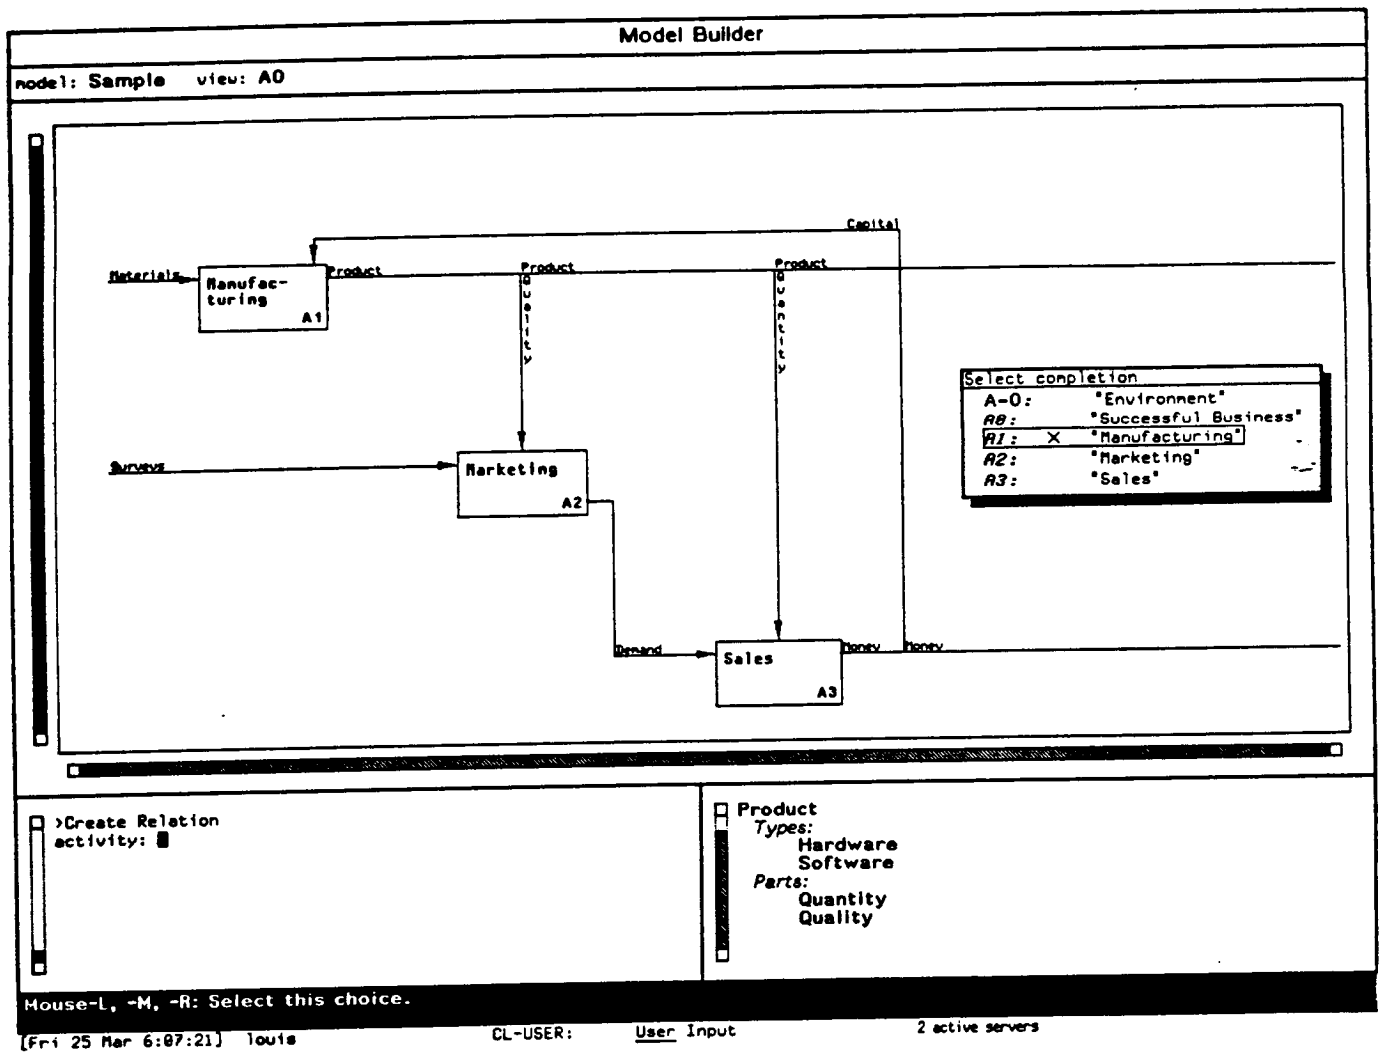 Model Builder
model: Sample view: A0
Capital
Materials
Product
Product
Product
Manufac-
turing
A1
Quality
Quantity
Select completion
A-0: "Environment"
A0: "Successful Business"
A1: X "Manufacturing"
A2: "Marketing"
A3: "Sales"
Surveys
Marketing
A2
Demand
Sales
A3
Money
Money
>Create Relation
activity:
Product
Types:
Hardware
Software
Parts:
Quantity
Quality
Mouse-L, -M, -R: Select this choice.
[Fri 25 Mar 6:07:21] louis CL-USER: User Input 2 active servers